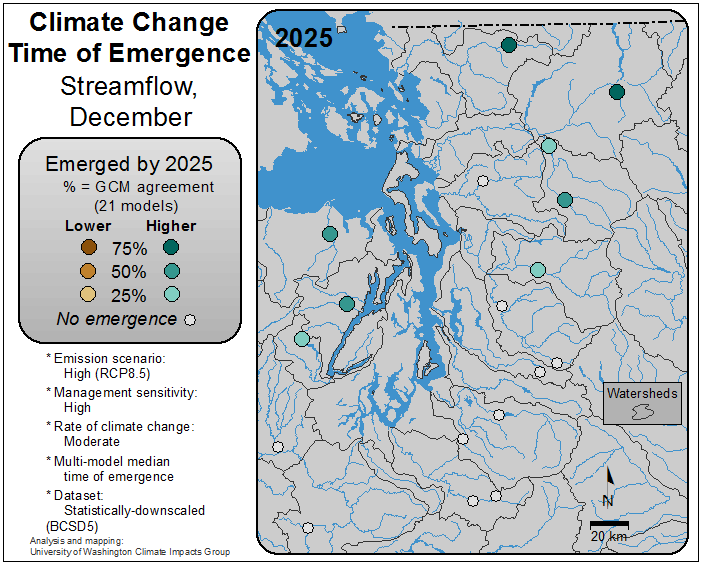 Climate Change
Time of Emergence
Streamflow,
December
Emerged by 2025
% = GCM agreement
(21 models)
Lower Higher
75%
50%
25%
No emergence
* Emission scenario:
High (RCP8.5)
* Management sensitivity:
High
* Rate of climate change:
Moderate
* Multi-model median
time of emergence
* Dataset:
Statistically-downscaled
(BCSD5)
Analysis and mapping:
University of Washington Climate Impacts Group
2025
Watersheds
N
20 km